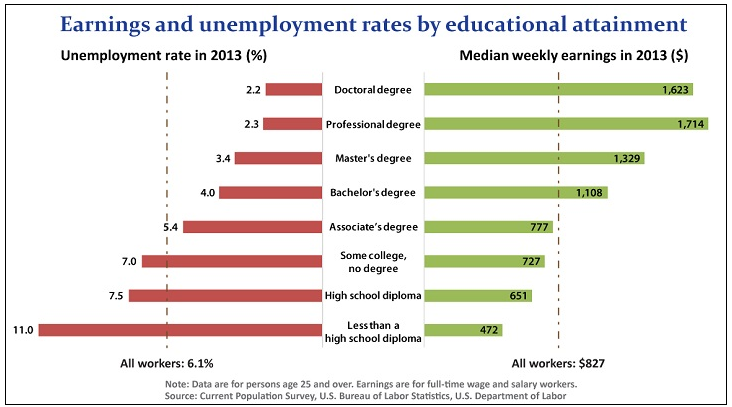 Earnings and unemployment rates by educational attainment
Unemployment rate in 2013 (%)
Median weekly earnings in 2013 ($)
2.2 Doctoral degree 1,623
2.3 Professional degree 1,714
3.4 Master's degree 1,329
4.0 Bachelor's degree 1,108
5.4 Associate's degree 777
7.0 Some college, 727
no degree
7.5 High school diploma 651
11.0 Less than a 472
high school diploma
All workers: 6.1%
All workers: $827
Note: Data are for persons age 25 and over. Earnings are for full-time wage and salary workers.
Source: Current Population Survey, U.S. Bureau of Labor Statistics, U.S. Department of Labor